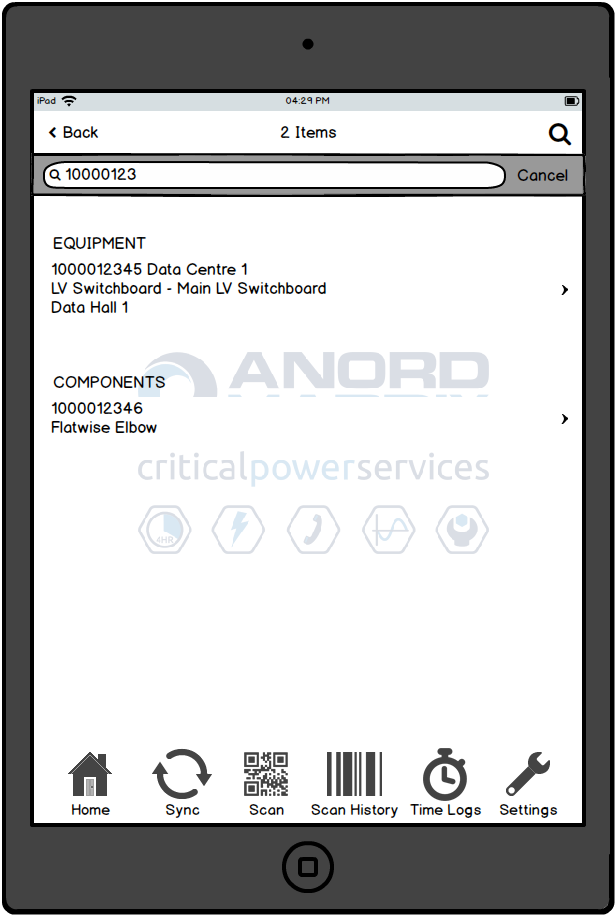 iPad 04:29 PM
Back 2 Items
10000123 Cancel
EQUIPMENT
1000012345 Data Centre 1
LV Switchboard - Main LV Switchboard
Data Hall 1
ANORD
COMPONENTS
1000012346
Flatwise Elbow
criticalpowerservices
4HR
Home Sync Scan Scan History Time Logs Settings